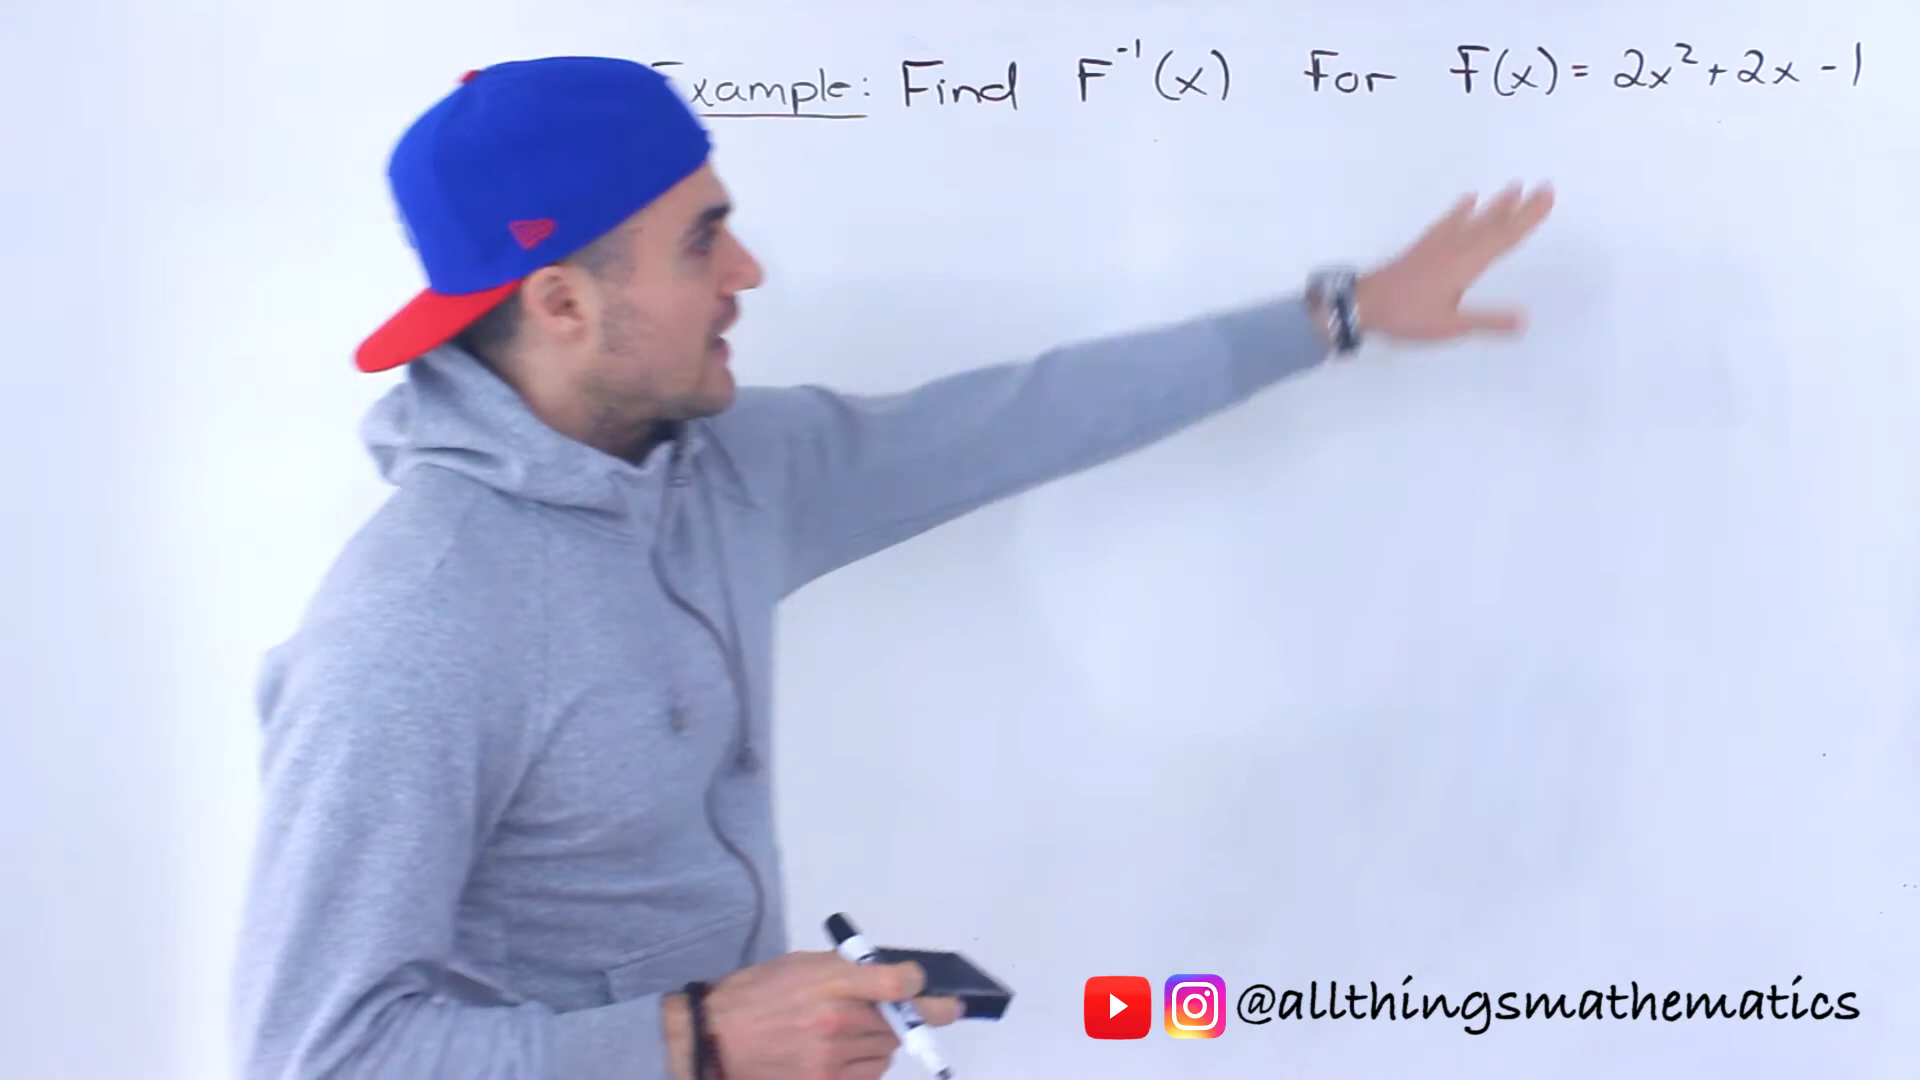 Example: Find F⁻¹(x) For F(x) = 2x² + 2x - 1
@allthingsmathematics